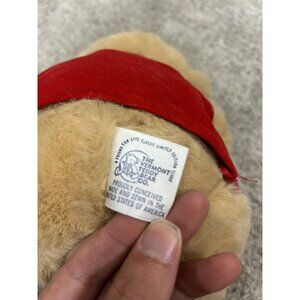 THE
VERMONT
TEDDY
BEAR
CO.
PROUDLY CONCEIVED
MADE AND SEWN IN THE
UNITED STATES OF AMERICA